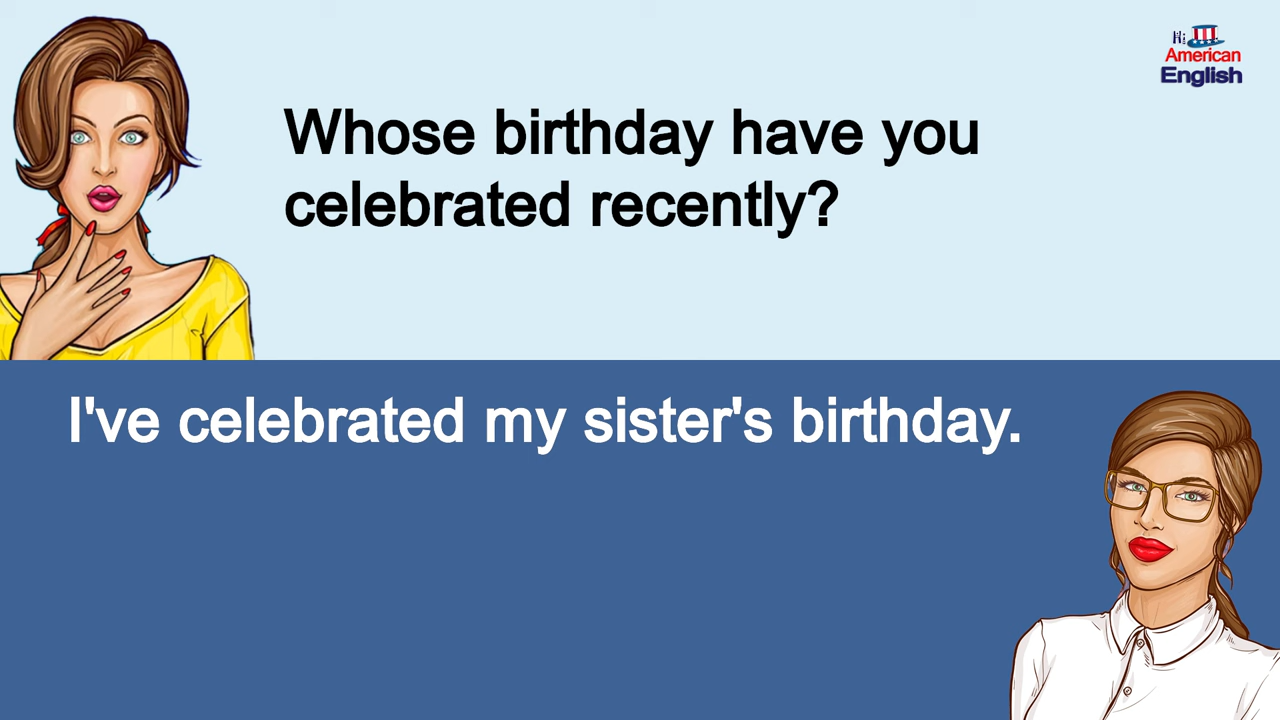 Hi
American
English
Whose birthday have you
celebrated recently?
I've celebrated my sister's birthday.